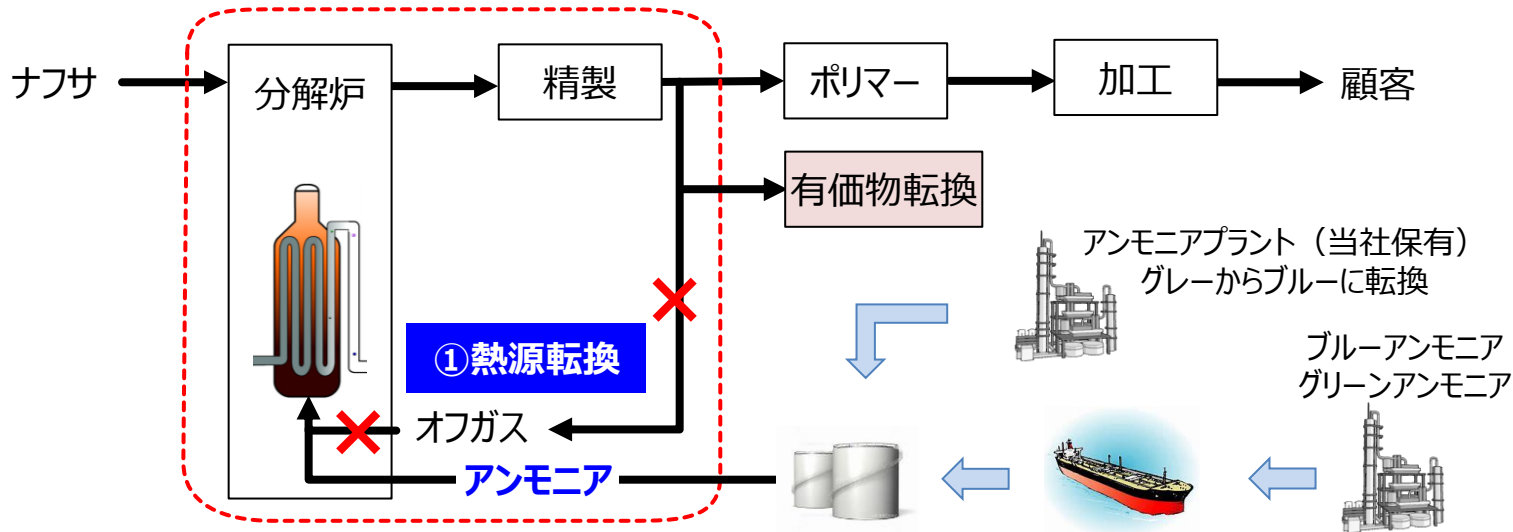 ナフサ
分解炉
精製
ポリマー
加工
顧客
有価物転換
アンモニアプラント（当社保有）
グレーからブルーに転換
①熱源転換
ブルーアンモニア
グリーンアンモニア
オフガス
アンモニア